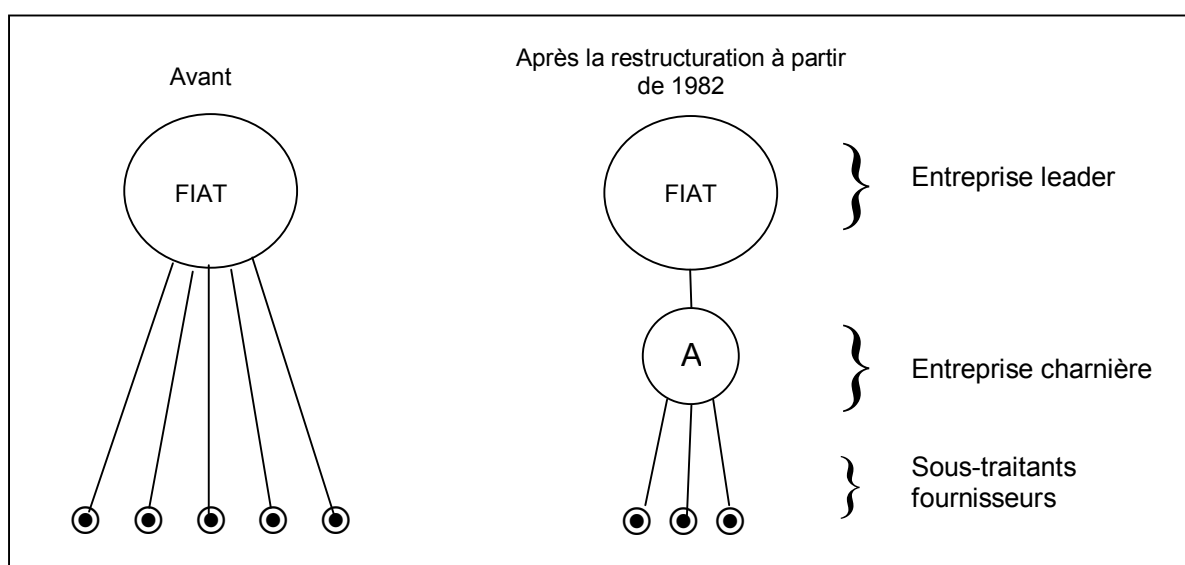 Avant
FIAT
Après la restructuration à partir
de 1982
FIAT
Entreprise leader
A
Entreprise charnière
Sous-traitants
fournisseurs